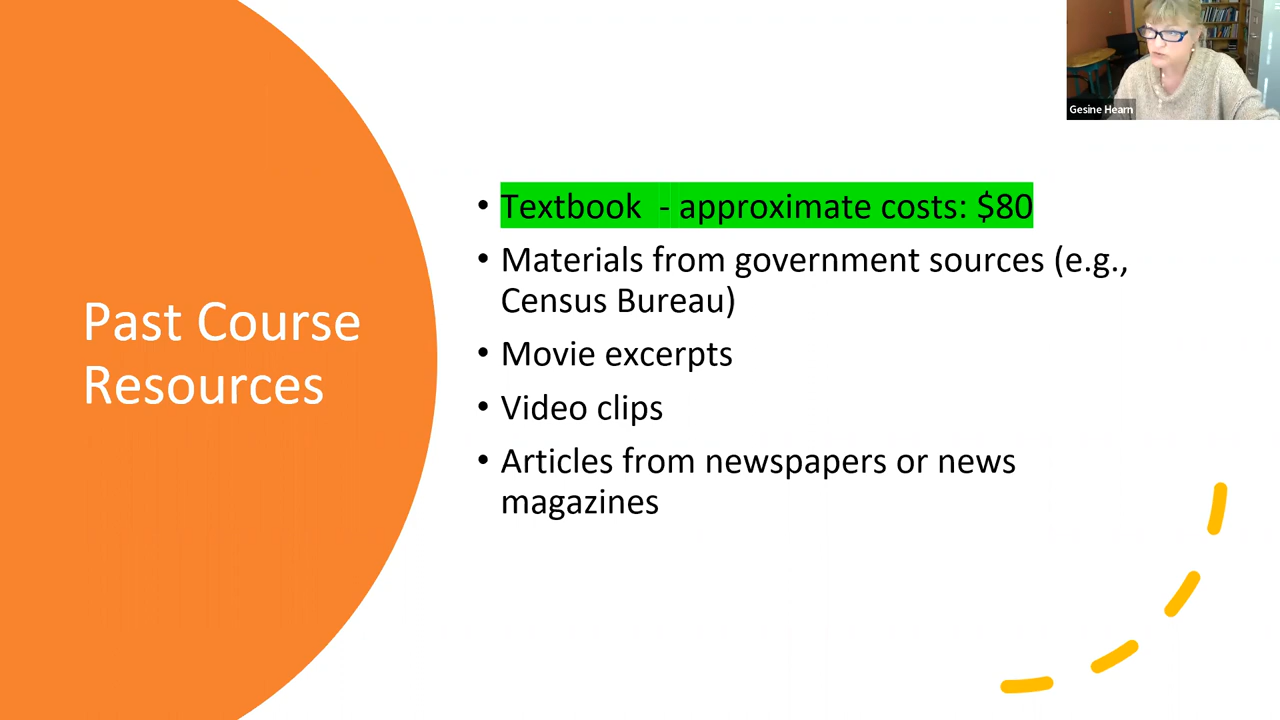 Past Course
Resources
• Textbook - approximate costs: $80
• Materials from government sources (e.g.,
Census Bureau)
• Movie excerpts
• Video clips
• Articles from newspapers or news
magazines
Gesine Hearn